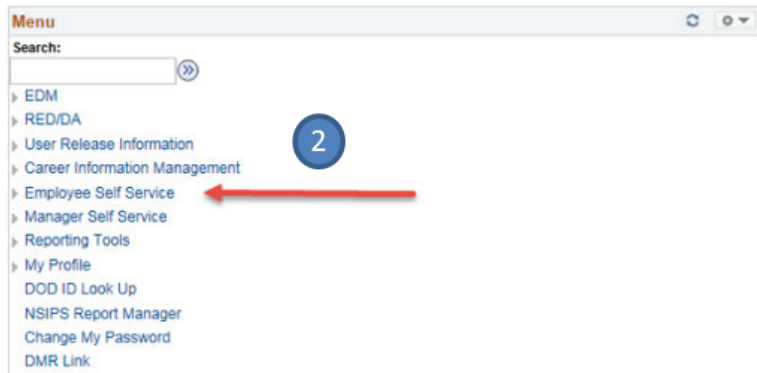 Menu
Search:
EDM
RED/DA
User Release Information
2
Career Information Management
Employee Self Service
Manager Self Service
Reporting Tools
My Profile
DOD ID Look Up
NSIPS Report Manager
Change My Password
DMR Link